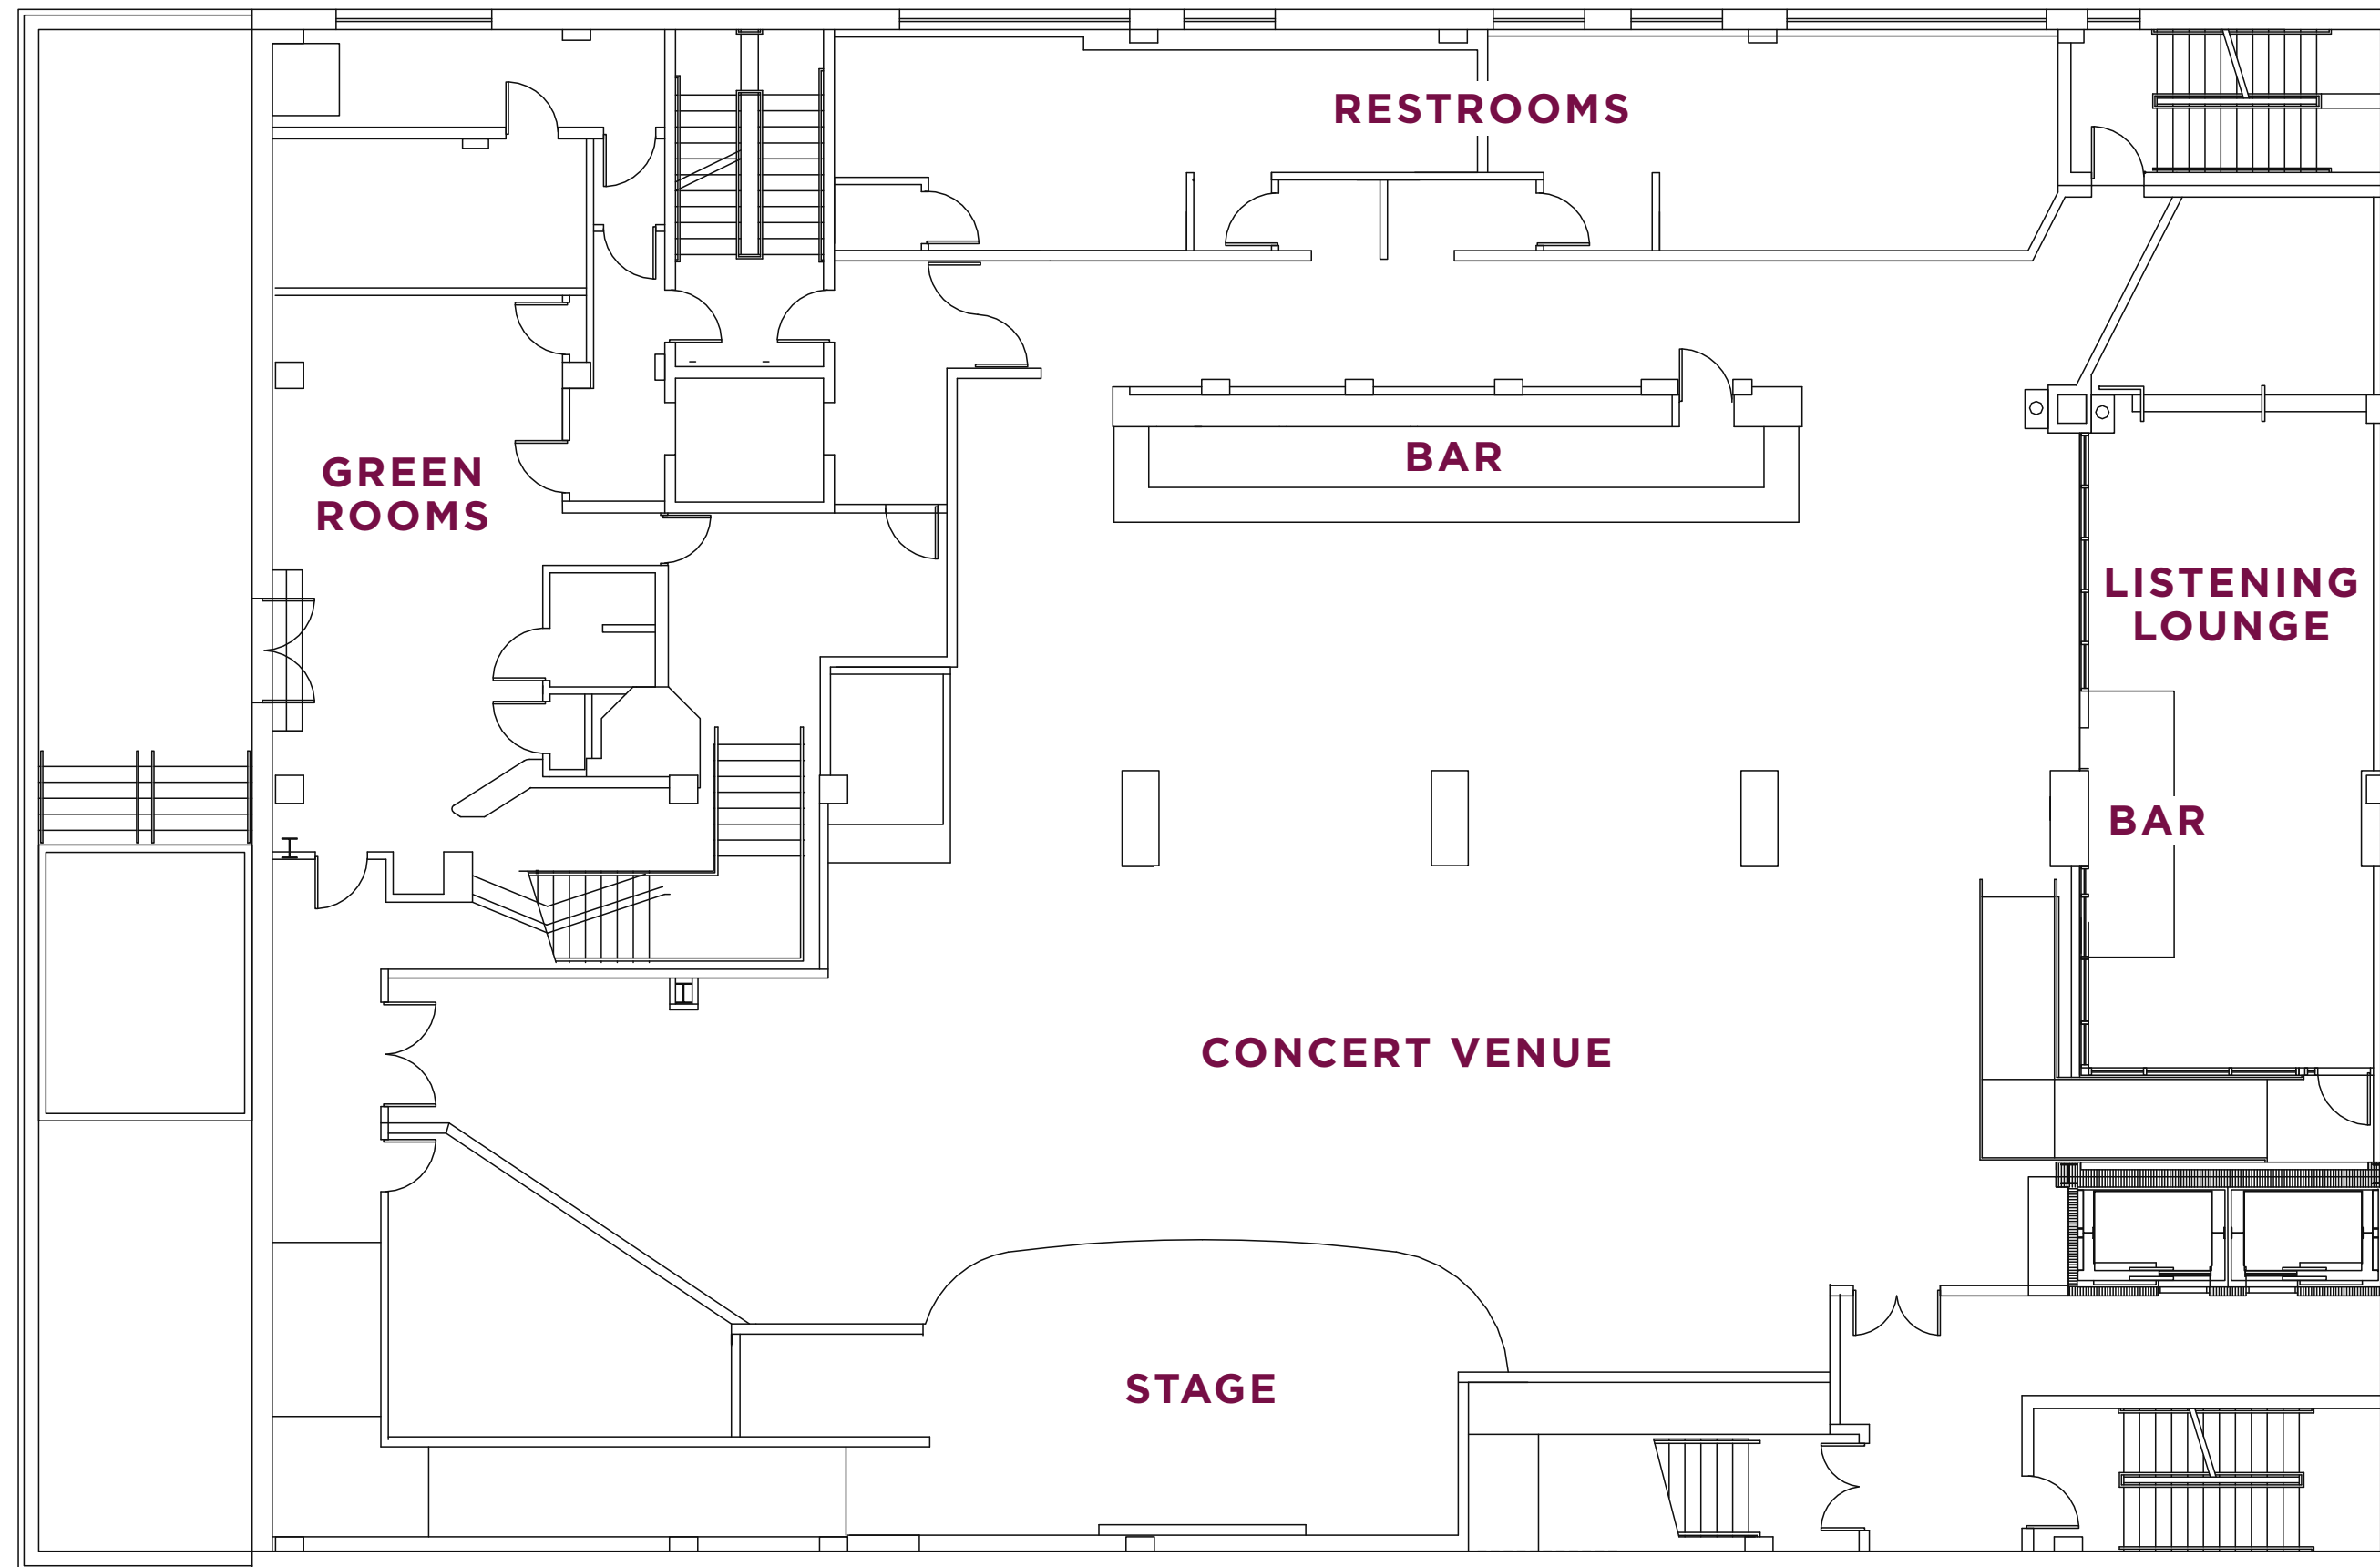 RESTROOMS
BAR
GREEN
ROOMS
LISTENING
LOUNGE
BAR
CONCERT VENUE
STAGE